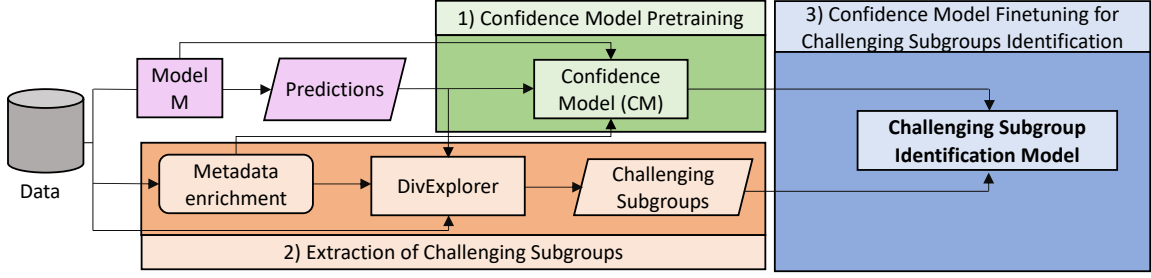 1) Confidence Model Pretraining
3) Confidence Model Finetuning for
Challenging Subgroups Identification
Model
M
Predictions
Confidence
Model (CM)
Challenging Subgroup
Identification Model
Data
Metadata
enrichment
DivExplorer
Challenging
Subgroups
2) Extraction of Challenging Subgroups